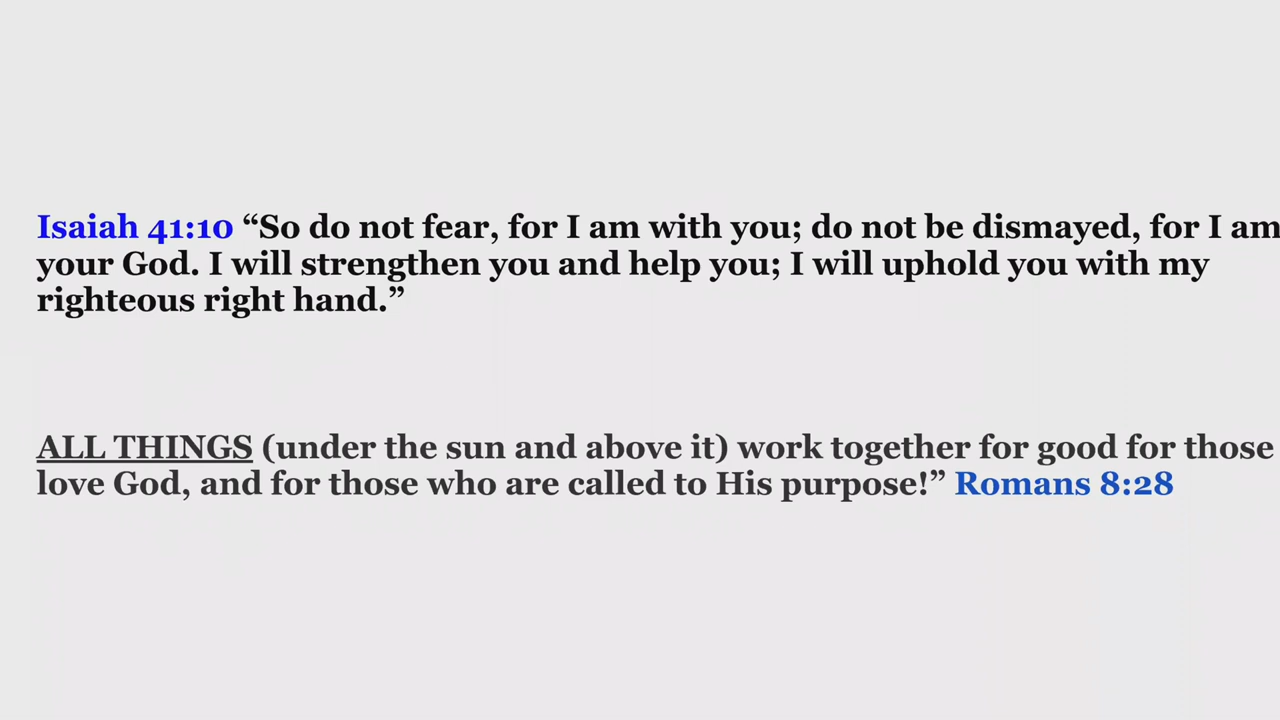 Isaiah 41:10 “So do not fear, for I am with you; do not be dismayed, for I am
your God. I will strengthen you and help you; I will uphold you with my
righteous right hand.”
ALL THINGS (under the sun and above it) work together for good for those
love God, and for those who are called to His purpose!” Romans 8:28